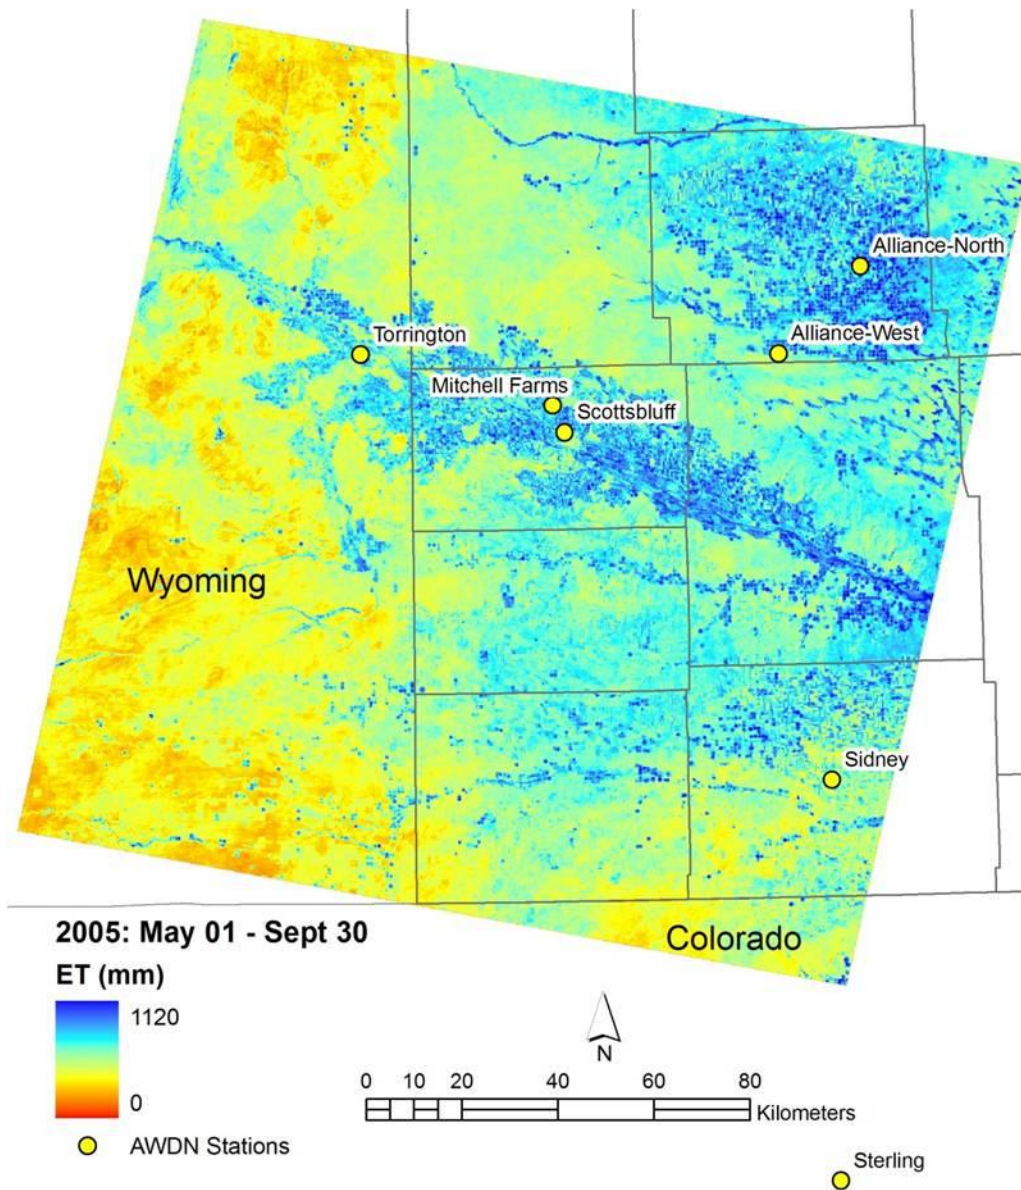 Alliance-North
Torrington
Alliance-West
Mitchell Farms
Scottsbluff
Wyoming
Sidney
Colorado
2005: May 01 - Sept 30
ET (mm)
1120
0
AWDN Stations
N
0 10 20 40 60 80
Kilometers
Sterling